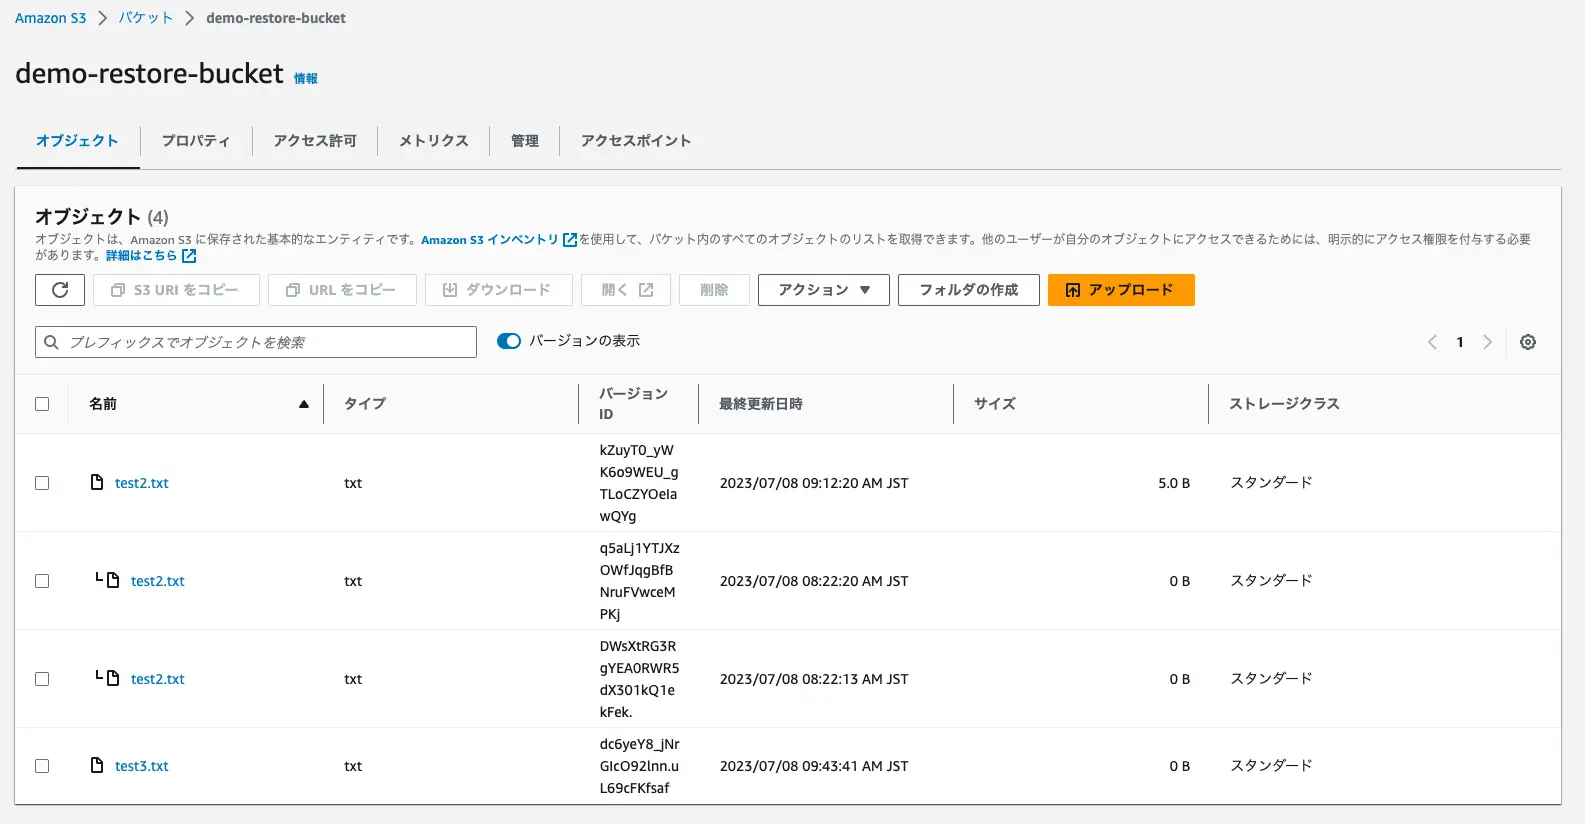 Amazon S3 > バケット > demo-restore-bucket
demo-restore-bucket 情報
オブジェクト プロパティ アクセス許可 メトリクス 管理 アクセスポイント
オブジェクト (4)
オブジェクトは、Amazon S3 に保存された基本的なエンティティです。Amazon S3 インベントリ を使用して、バケット内のすべてのオブジェクトのリストを取得できます。他のユーザーが自分のオブジェクトにアクセスできるためには、明示的にアクセス権限を付与する必要
があります。詳細はこちら
S3 URI をコピー URL をコピー ダウンロード 開く 削除 アクション フォルダの作成 アップロード
プレフィックスでオブジェクトを検索 バージョンの表示 1
名前 タイプ バージョン
ID 最終更新日時 サイズ ストレージクラス
test2.txt txt kZuyT0_yW
K6o9WEU_g
TLoCZYOeIa
wQYg 2023/07/08 09:12:20 AM JST 5.0 B スタンダード
test2.txt txt q5aLj1YTJXz
OWfJqgBfB
NruFVwceM
PKj 2023/07/08 08:22:20 AM JST 0 B スタンダード
test2.txt txt DWsXtRG3R
gYEA0RWR5
dX301kQ1e
kFek. 2023/07/08 08:22:13 AM JST 0 B スタンダード
test3.txt txt dc6yeY8_jNr
GIcO92lnn.u
L69cFKfsaf 2023/07/08 09:43:41 AM JST 0 B スタンダード